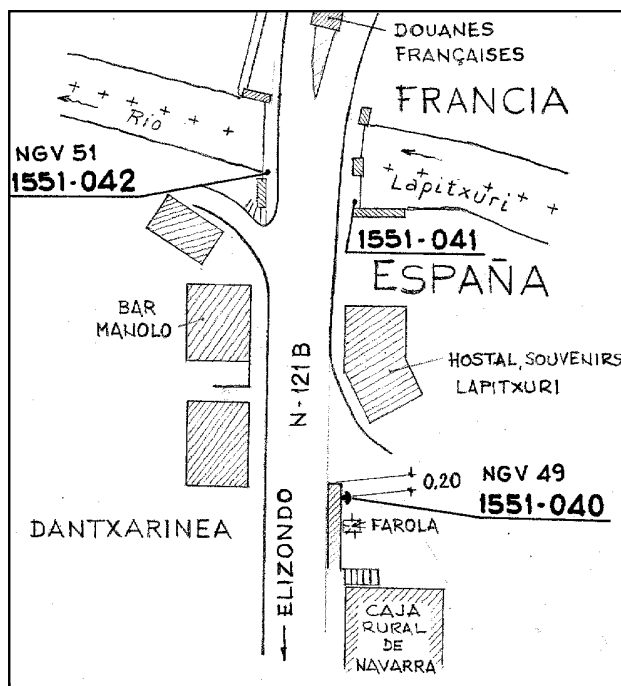 DOUANES
FRANÇAISES
FRANCIA
Rio
NGV 51
1551-042
Lapitxuri
1551-041
ESPAÑA
BAR
MANOLO
N-121B
HOSTAL, SOUVENIRS
LAPITXURI
0,20
NGV 49
1551-040
DANTXARINEA
ELIZONDO
FAROLA
CAJA
RURAL
DE
NAVARRA